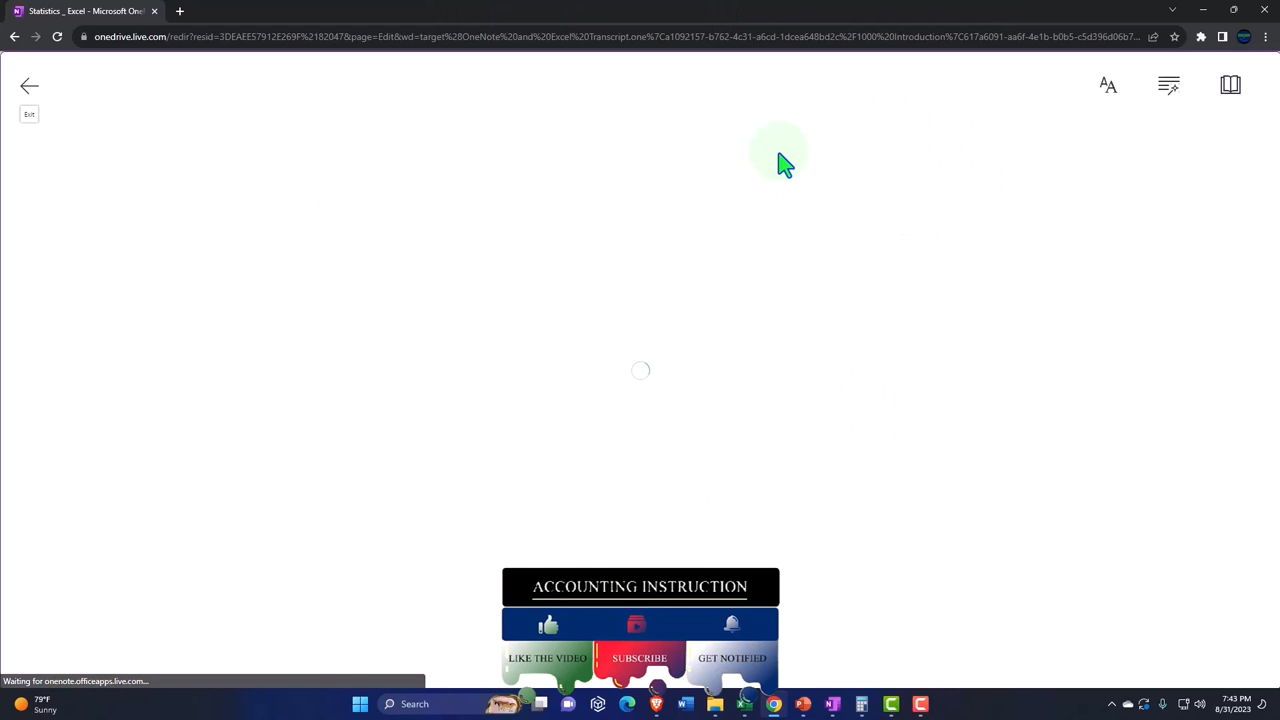 Statistics _Excel - Microsoft One
onedrive.live.com/redir?resid=3DEAEE57912E269F%2182047&page=Edit&wd=target%28OneNote%20and%20Excel%20Transcript.one%7Ca1092157-b762-4c31-a6cd-1dcea648bd2c%2F1000%20Introduction%7C617a6091-aa6f-4e1b-b0b5-c5d396d06b7...
AA
Exit
ACCOUNTING INSTRUCTION
LIKE THE VIDEO
SUBSCRIBE
GET NOTIFIED
Waiting for onenote.officeapps.live.com...
79°F
Sunny
Search
7:43 PM
8/31/2023